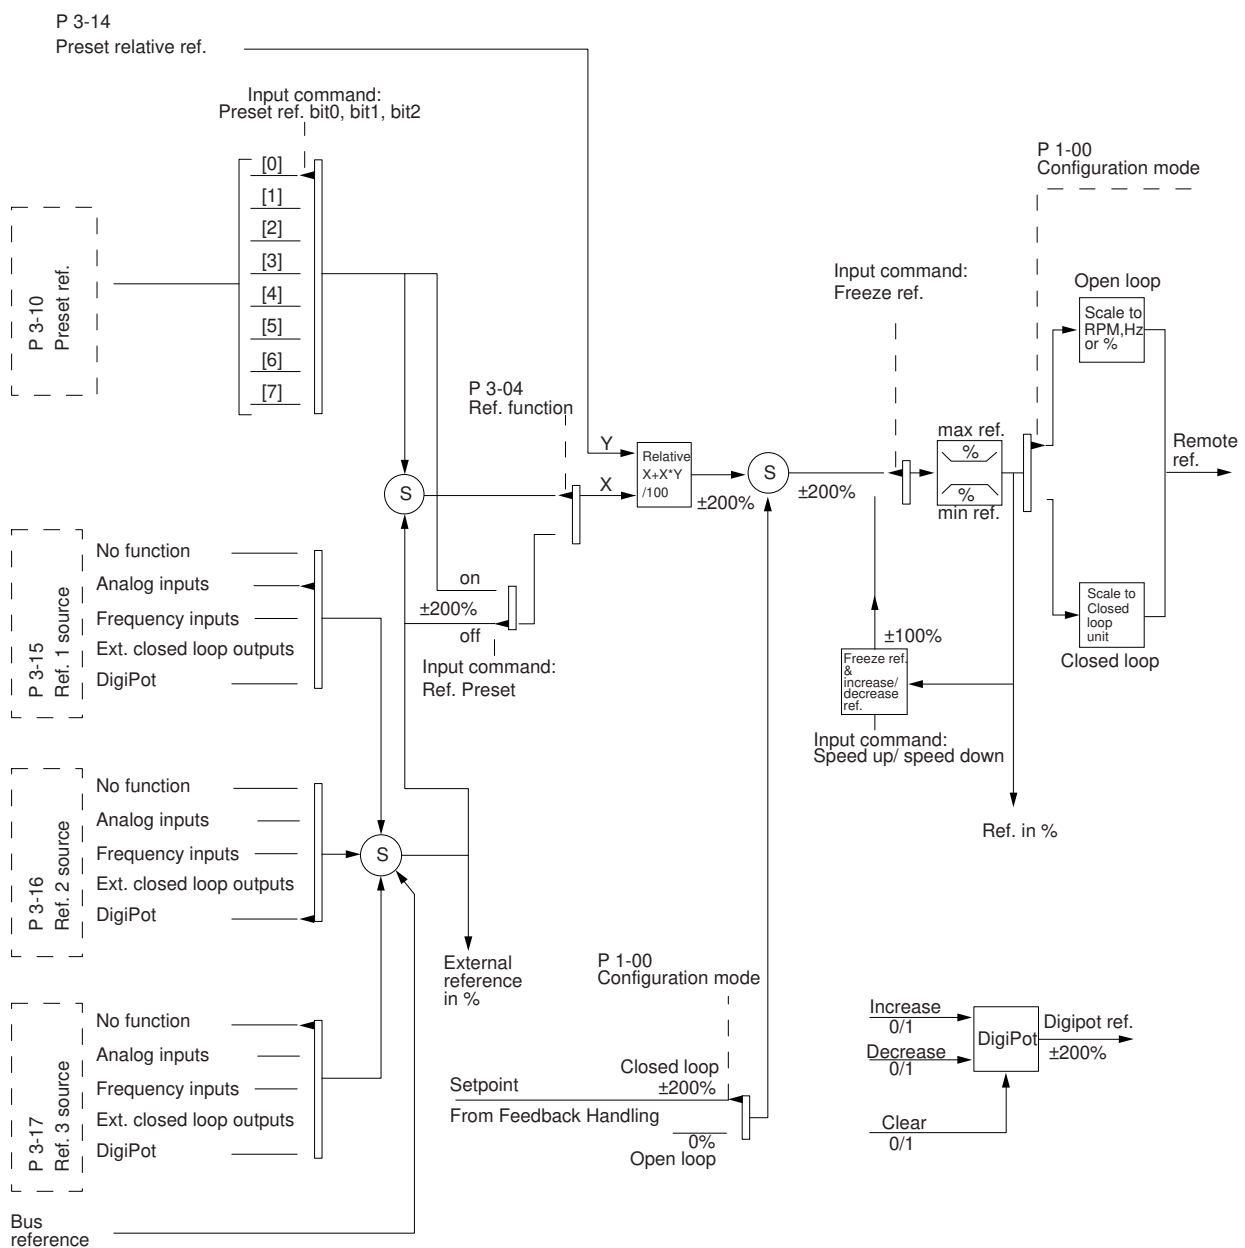 P 3-14
Preset relative ref.
Input command:
Preset ref. bit0, bit1, bit2
[0]
[1]
[2]
[3]
[4]
[5]
[6]
[7]
P 3-10
Preset ref.
P 1-00
Configuration mode
Input command:
Freeze ref.
Open loop
Scale to
RPM,Hz
or %
P 3-04
Ref. function
Y
X
Relative
X+X*Y
/100
±200%
S
±200%
max ref.
%
%
min ref.
Remote
ref.
S
P 3-15
Ref. 1 source
No function
Analog inputs
Frequency inputs
Ext. closed loop outputs
DigiPot
on
±200%
off
Input command:
Ref. Preset
±100%
Freeze ref.
&
increase/
decrease
ref.
Input command:
Speed up/ speed down
Scale to
Closed
loop
unit
Closed loop
Ref. in %
P 3-16
Ref. 2 source
No function
Analog inputs
Frequency inputs
Ext. closed loop outputs
DigiPot
S
External
reference
in %
P 1-00
Configuration mode
P 3-17
Ref. 3 source
No function
Analog inputs
Frequency inputs
Ext. closed loop outputs
DigiPot
Closed loop
Setpoint
±200%
From Feedback Handling
0%
Open loop
Increase
0/1
Decrease
0/1
DigiPot
Digipot ref.
±200%
Clear
0/1
Bus
reference